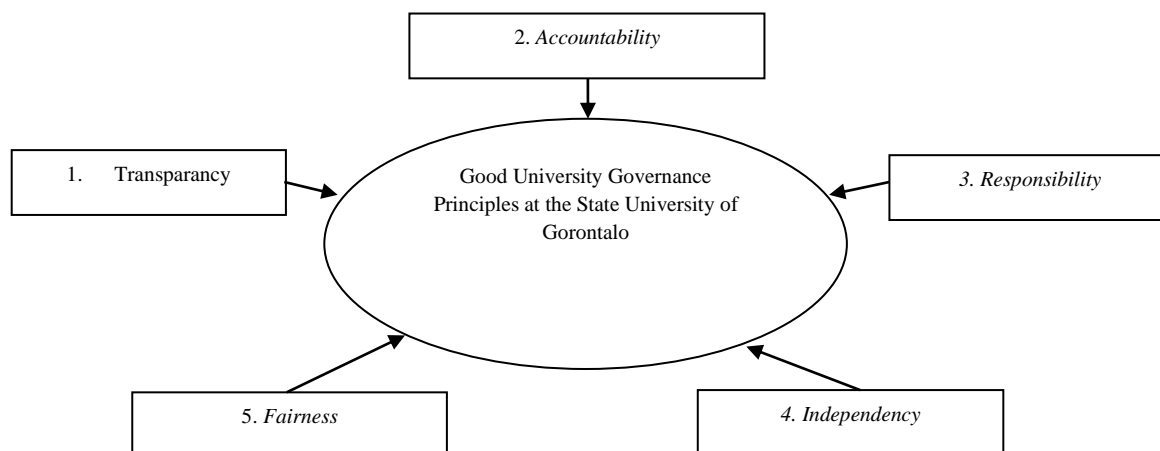 2. Accountability
1. Transparancy
Good University Governance
Principles at the State University of
Gorontalo
3. Responsibility
5. Fairness
4. Independency